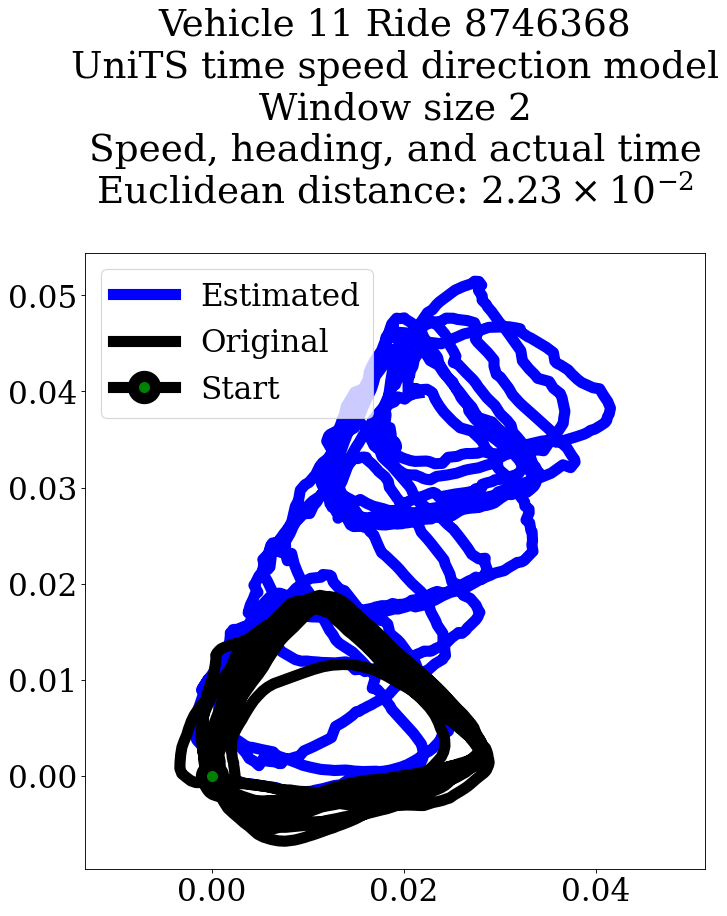 Vehicle 11 Ride 8746368
UniTS time speed direction model
Window size 2
Speed, heading, and actual time
Euclidean distance: 2.23 × 10⁻²
Estimated
Original
Start
0.05
0.04
0.03
0.02
0.01
0.00
0.00 0.02 0.04